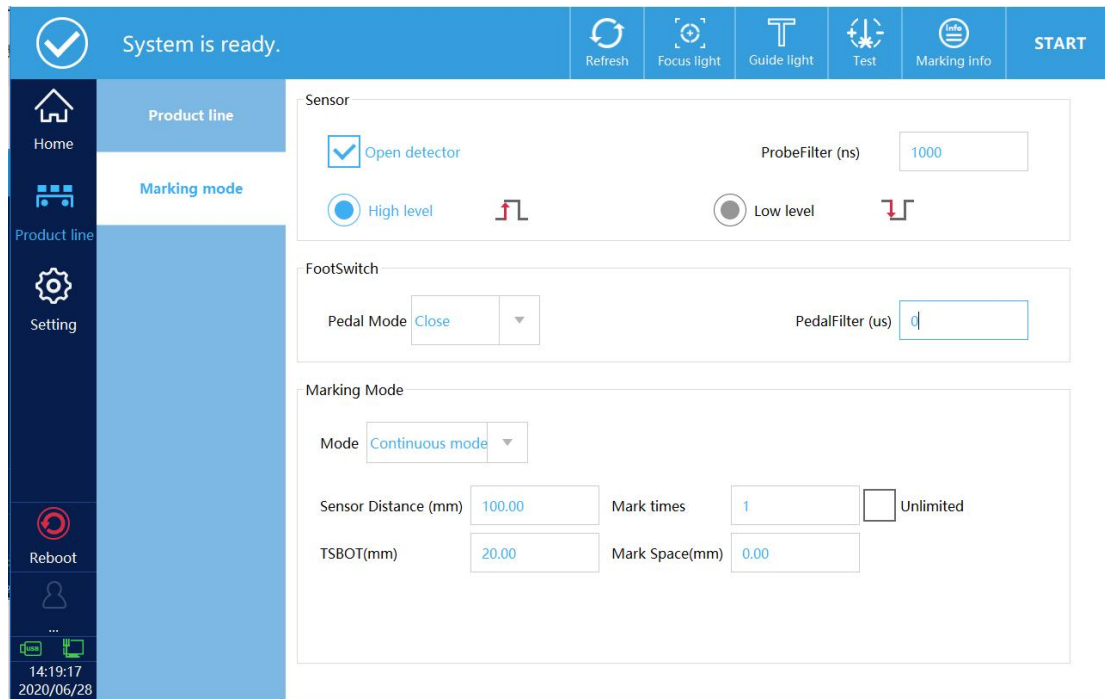 System is ready.
Refresh
Focus light
Guide light
Test
info
Marking info
START
Home
Product line
Setting
Reboot
...
usb
14:19:17
2020/06/28
Product line
Marking mode
Sensor
Open detector
ProbeFilter (ns) 1000
High level Low level
FootSwitch
Pedal Mode Close PedalFilter (us) 0
Marking Mode
Mode Continuous mode
Sensor Distance (mm) 100.00 Mark times 1 Unlimited
TSBOT(mm) 20.00 Mark Space(mm) 0.00